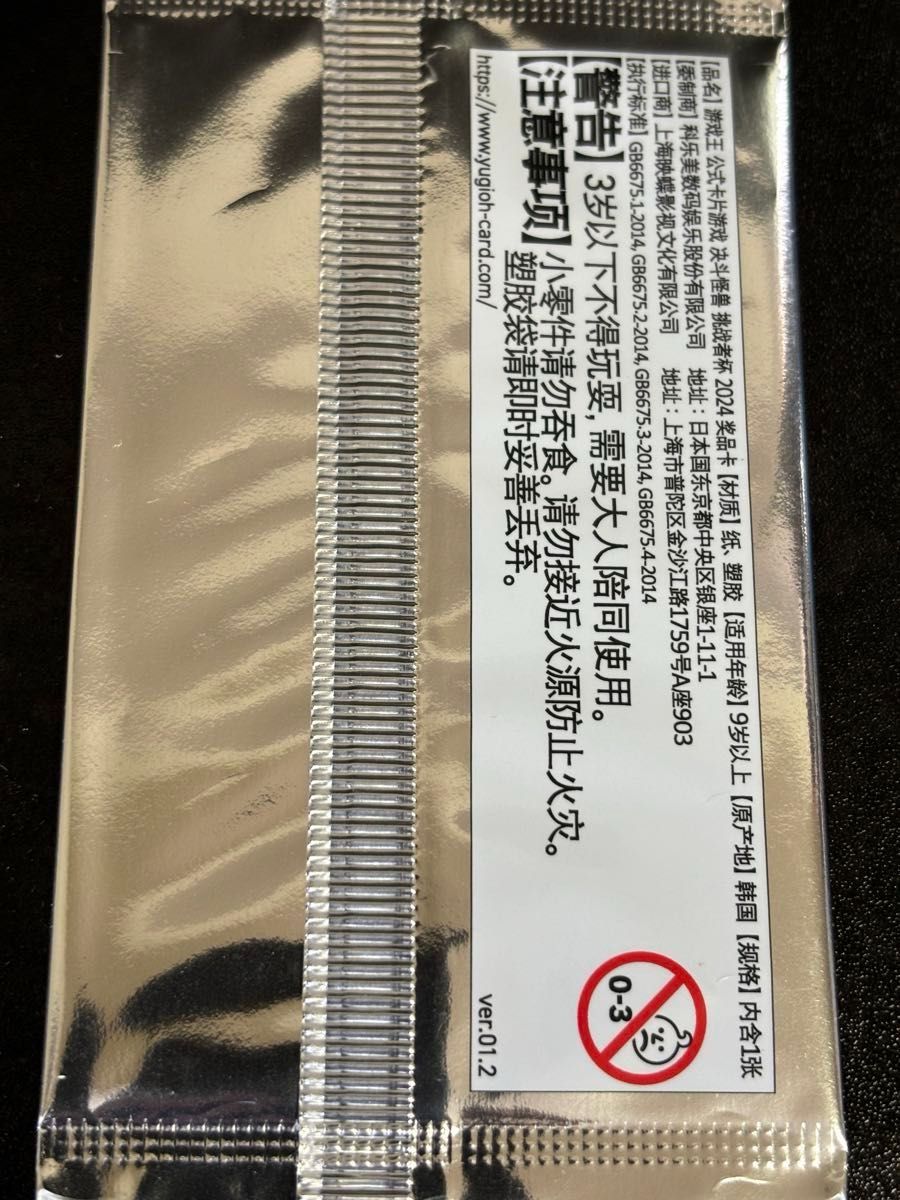 【品名】游戏王 公式卡片游戏 决斗怪兽 挑战者杯 2024 奖品卡【材质】纸、塑胶【适用年龄】9岁以上【原产地】韩国【规格】内含1张
【委制商】科乐美数码娱乐股份有限公司 地址：日本国东京都中央区银座1-11-1
【进口商】上海映蝶影视文化有限公司 地址：上海市普陀区金沙江路1759号A座903
【执行标准】GB6675.1-2014, GB6675.2-2014, GB6675.3-2014, GB6675.4-2014
【警告】3岁以下不得玩耍，需要大人陪同使用。
【注意事项】小零件请勿吞食。请勿接近火源防止火灾。
塑胶袋请即时妥善丢弃。
https://www.yugioh-card.com/
ver.01.2
0-3